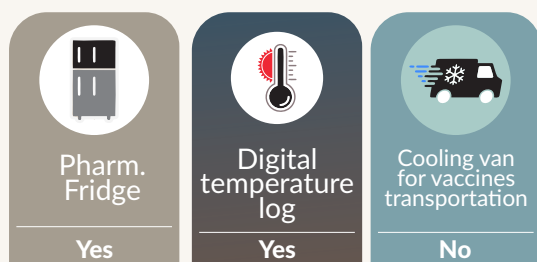 Pharm.
Fridge
Yes
Digital
temperature
log
Yes
Cooling van
for vaccines
transportation
No